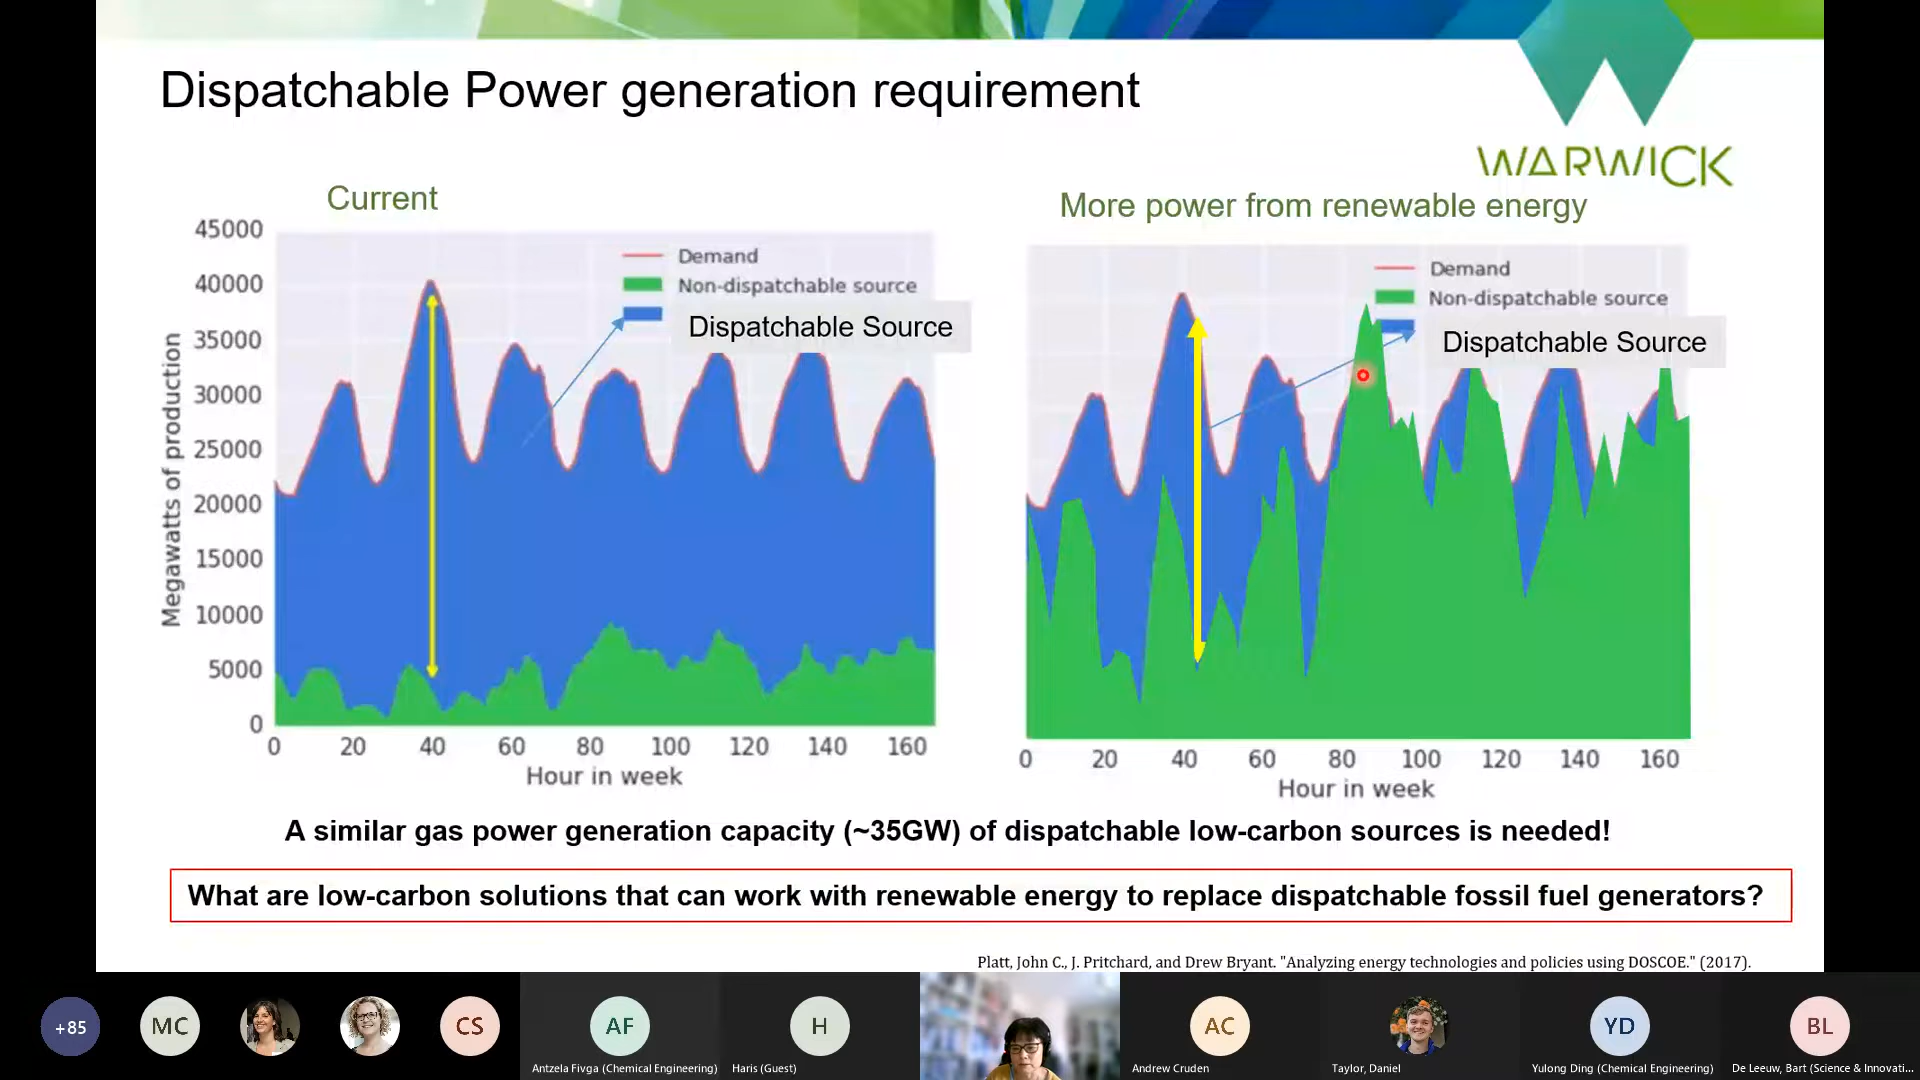 Dispatchable Power generation requirement
WARWICK
Current
More power from renewable energy
45000
40000
35000
30000
25000
20000
15000
10000
5000
0
Megawatts of production
Demand
Non-dispatchable source
Dispatchable Source
0 20 40 60 80 100 120 140 160
Hour in week
Demand
Non-dispatchable source
Dispatchable Source
0 20 40 60 80 100 120 140 160
Hour in week
A similar gas power generation capacity (~35GW) of dispatchable low-carbon sources is needed!
What are low-carbon solutions that can work with renewable energy to replace dispatchable fossil fuel generators?
Platt, John C., J. Pritchard, and Drew Bryant. "Analyzing energy technologies and policies using DOSCOE." (2017).
+85
MC
CS
AF
Antzela Fivga (Chemical Engineering)
H
Haris (Guest)
AC
Andrew Cruden
Taylor, Daniel
YD
Yulong Ding (Chemical Engineering)
BL
De Leeuw, Bart (Science & Innovati...